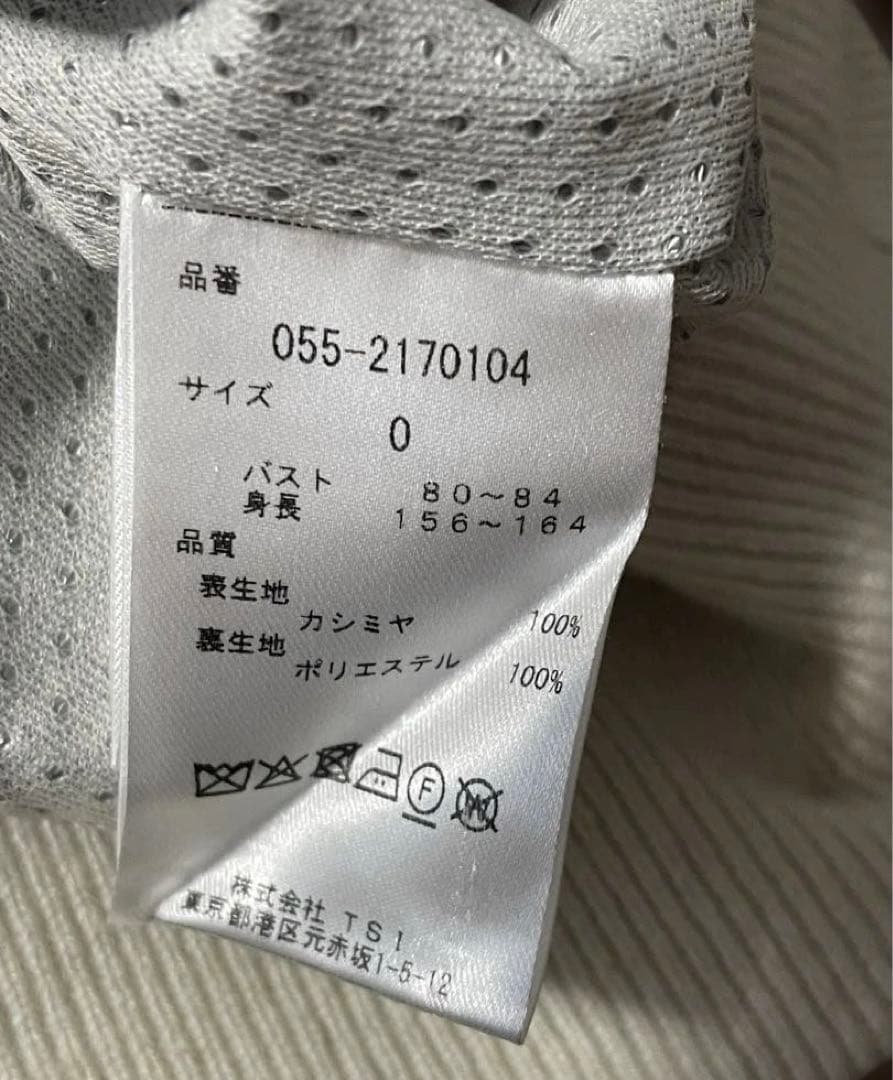 品番
055-2170104
サイズ
0
バスト 80～84
身長 156～164
品質
表生地
カシミヤ 100%
裏生地
ポリエステル 100%
F
W
株式会社 TSI
東京都港区元赤坂1-5-12